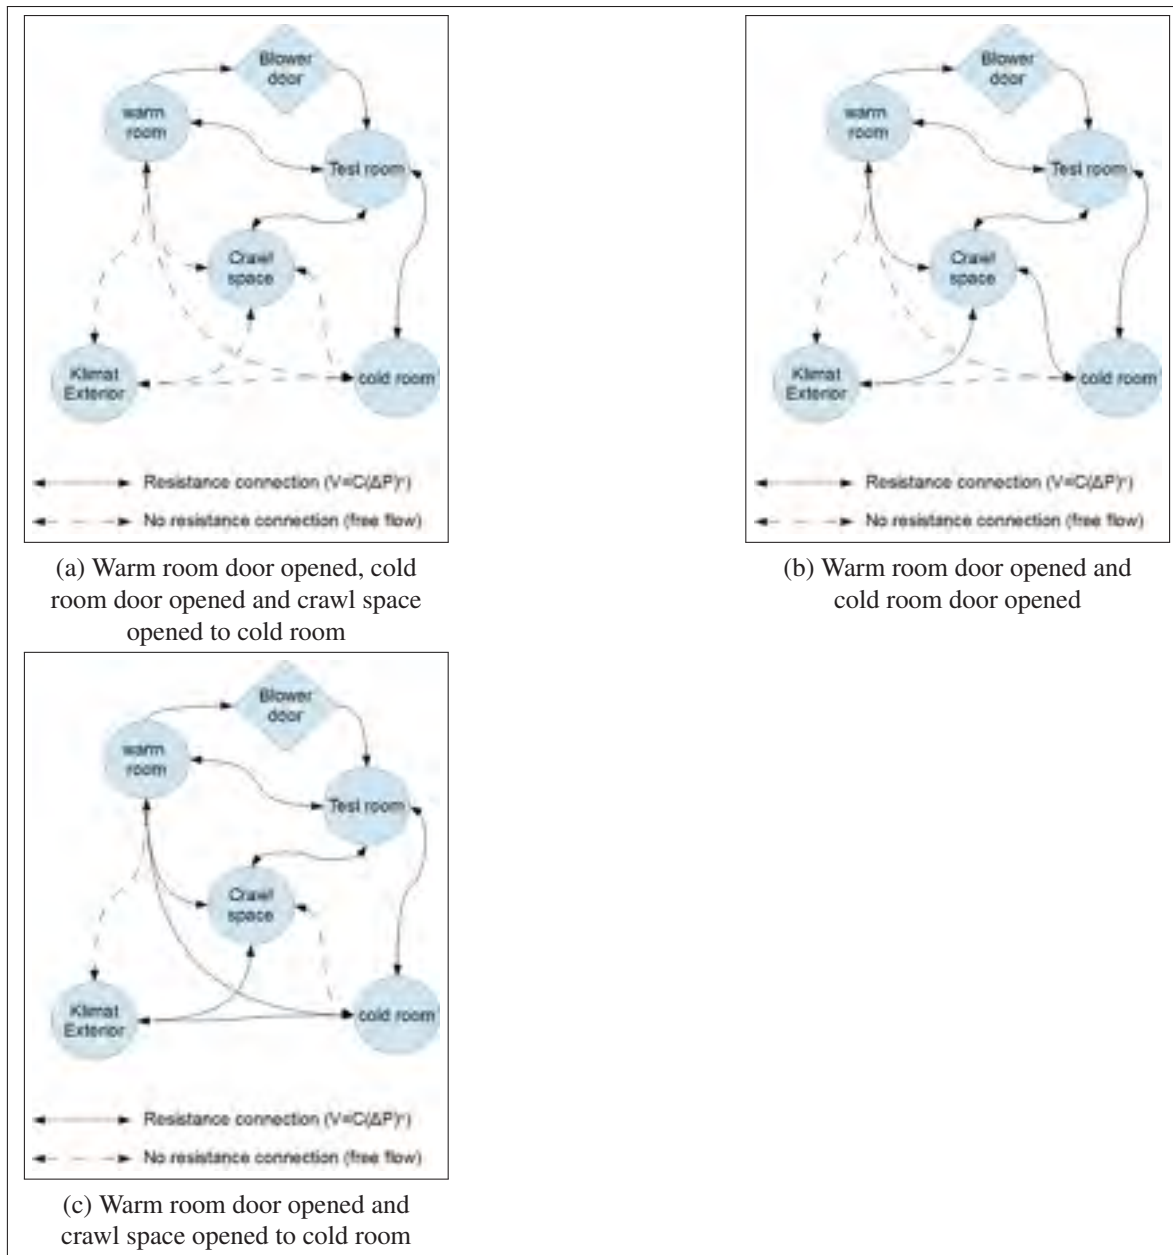 Blower
door
warm
room
Test room
Crawl
space
Klimat
Exterior
cold room
Resistance connection (V=C(ΔP)ⁿ)
No resistance connection (free flow)
(a) Warm room door opened, cold
room door opened and crawl space
opened to cold room
Blower
door
warm
room
Test room
Crawl
space
Klimat
Exterior
cold room
Resistance connection (V=C(ΔP)ⁿ)
No resistance connection (free flow)
(b) Warm room door opened and
cold room door opened
Blower
door
warm
room
Test room
Crawl
space
Klimat
Exterior
cold room
Resistance connection (V=C(ΔP)ⁿ)
No resistance connection (free flow)
(c) Warm room door opened and
crawl space opened to cold room